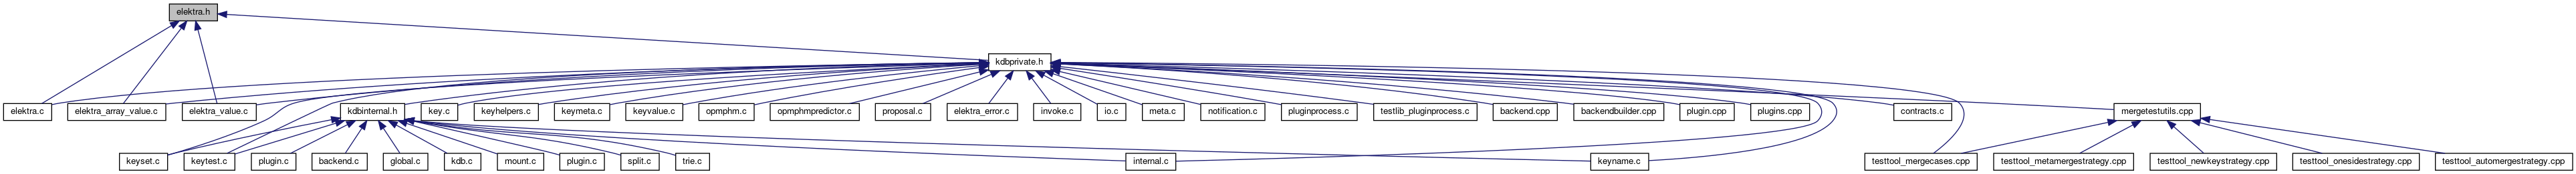 elektra.h
kdbprivate.h
elektra.c elektra_array_value.c elektra_value.c kdbinternal.h key.c keyhelpers.c keymeta.c keyvalue.c opmphm.c opmphmpredictor.c proposal.c elektra_error.c invoke.c io.c meta.c notification.c pluginprocess.c testlib_pluginprocess.c backend.cpp backendbuilder.cpp plugin.cpp plugins.cpp contracts.c mergetestutils.cpp
keyset.c keytest.c plugin.c backend.c global.c kdb.c mount.c plugin.c split.c trie.c internal.c keyname.c testtool_mergecases.cpp testtool_metamergestrategy.cpp testtool_newkeystrategy.cpp testtool_onesidestrategy.cpp testtool_automergestrategy.cpp